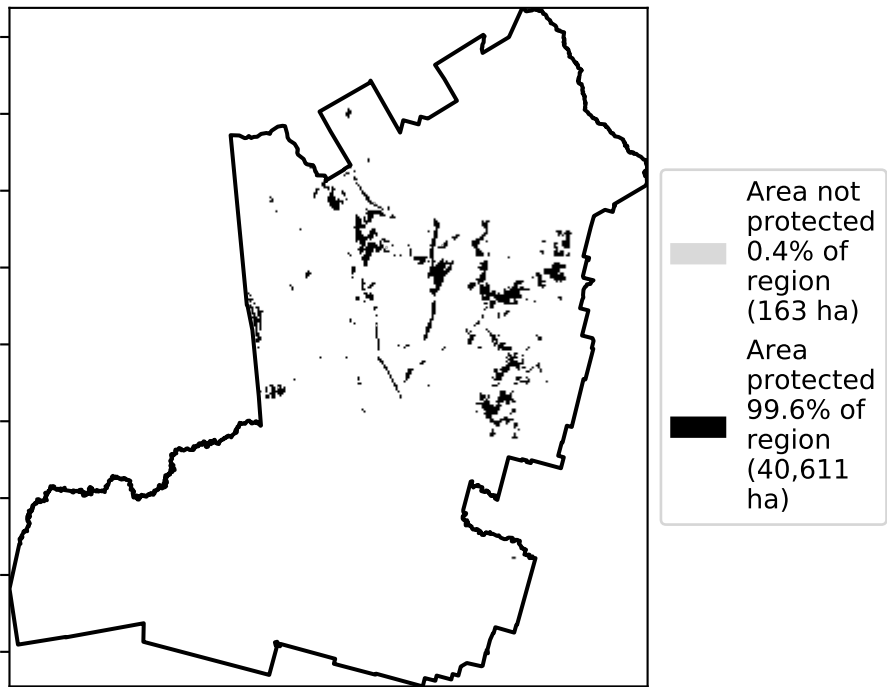 Area not
protected
0.4% of
region
(163 ha)
Area
protected
99.6% of
region
(40,611
ha)